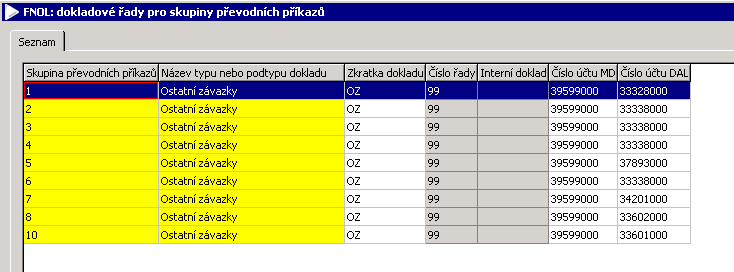 FNOL: dokladové řady pro skupiny převodních příkazů
Seznam
Skupina převodních příkazů Název typu nebo podtypu dokladu Zkratka dokladu Číslo řady Interní doklad Číslo účtu MD Číslo účtu DAL
1 Ostatní závazky OZ 99 39599000 33328000
2 Ostatní závazky OZ 99 39599000 33338000
3 Ostatní závazky OZ 99 39599000 33338000
4 Ostatní závazky OZ 99 39599000 33338000
5 Ostatní závazky OZ 99 39599000 37893000
6 Ostatní závazky OZ 99 39599000 33338000
7 Ostatní závazky OZ 99 39599000 34201000
8 Ostatní závazky OZ 99 39599000 33602000
10 Ostatní závazky OZ 99 39599000 33601000